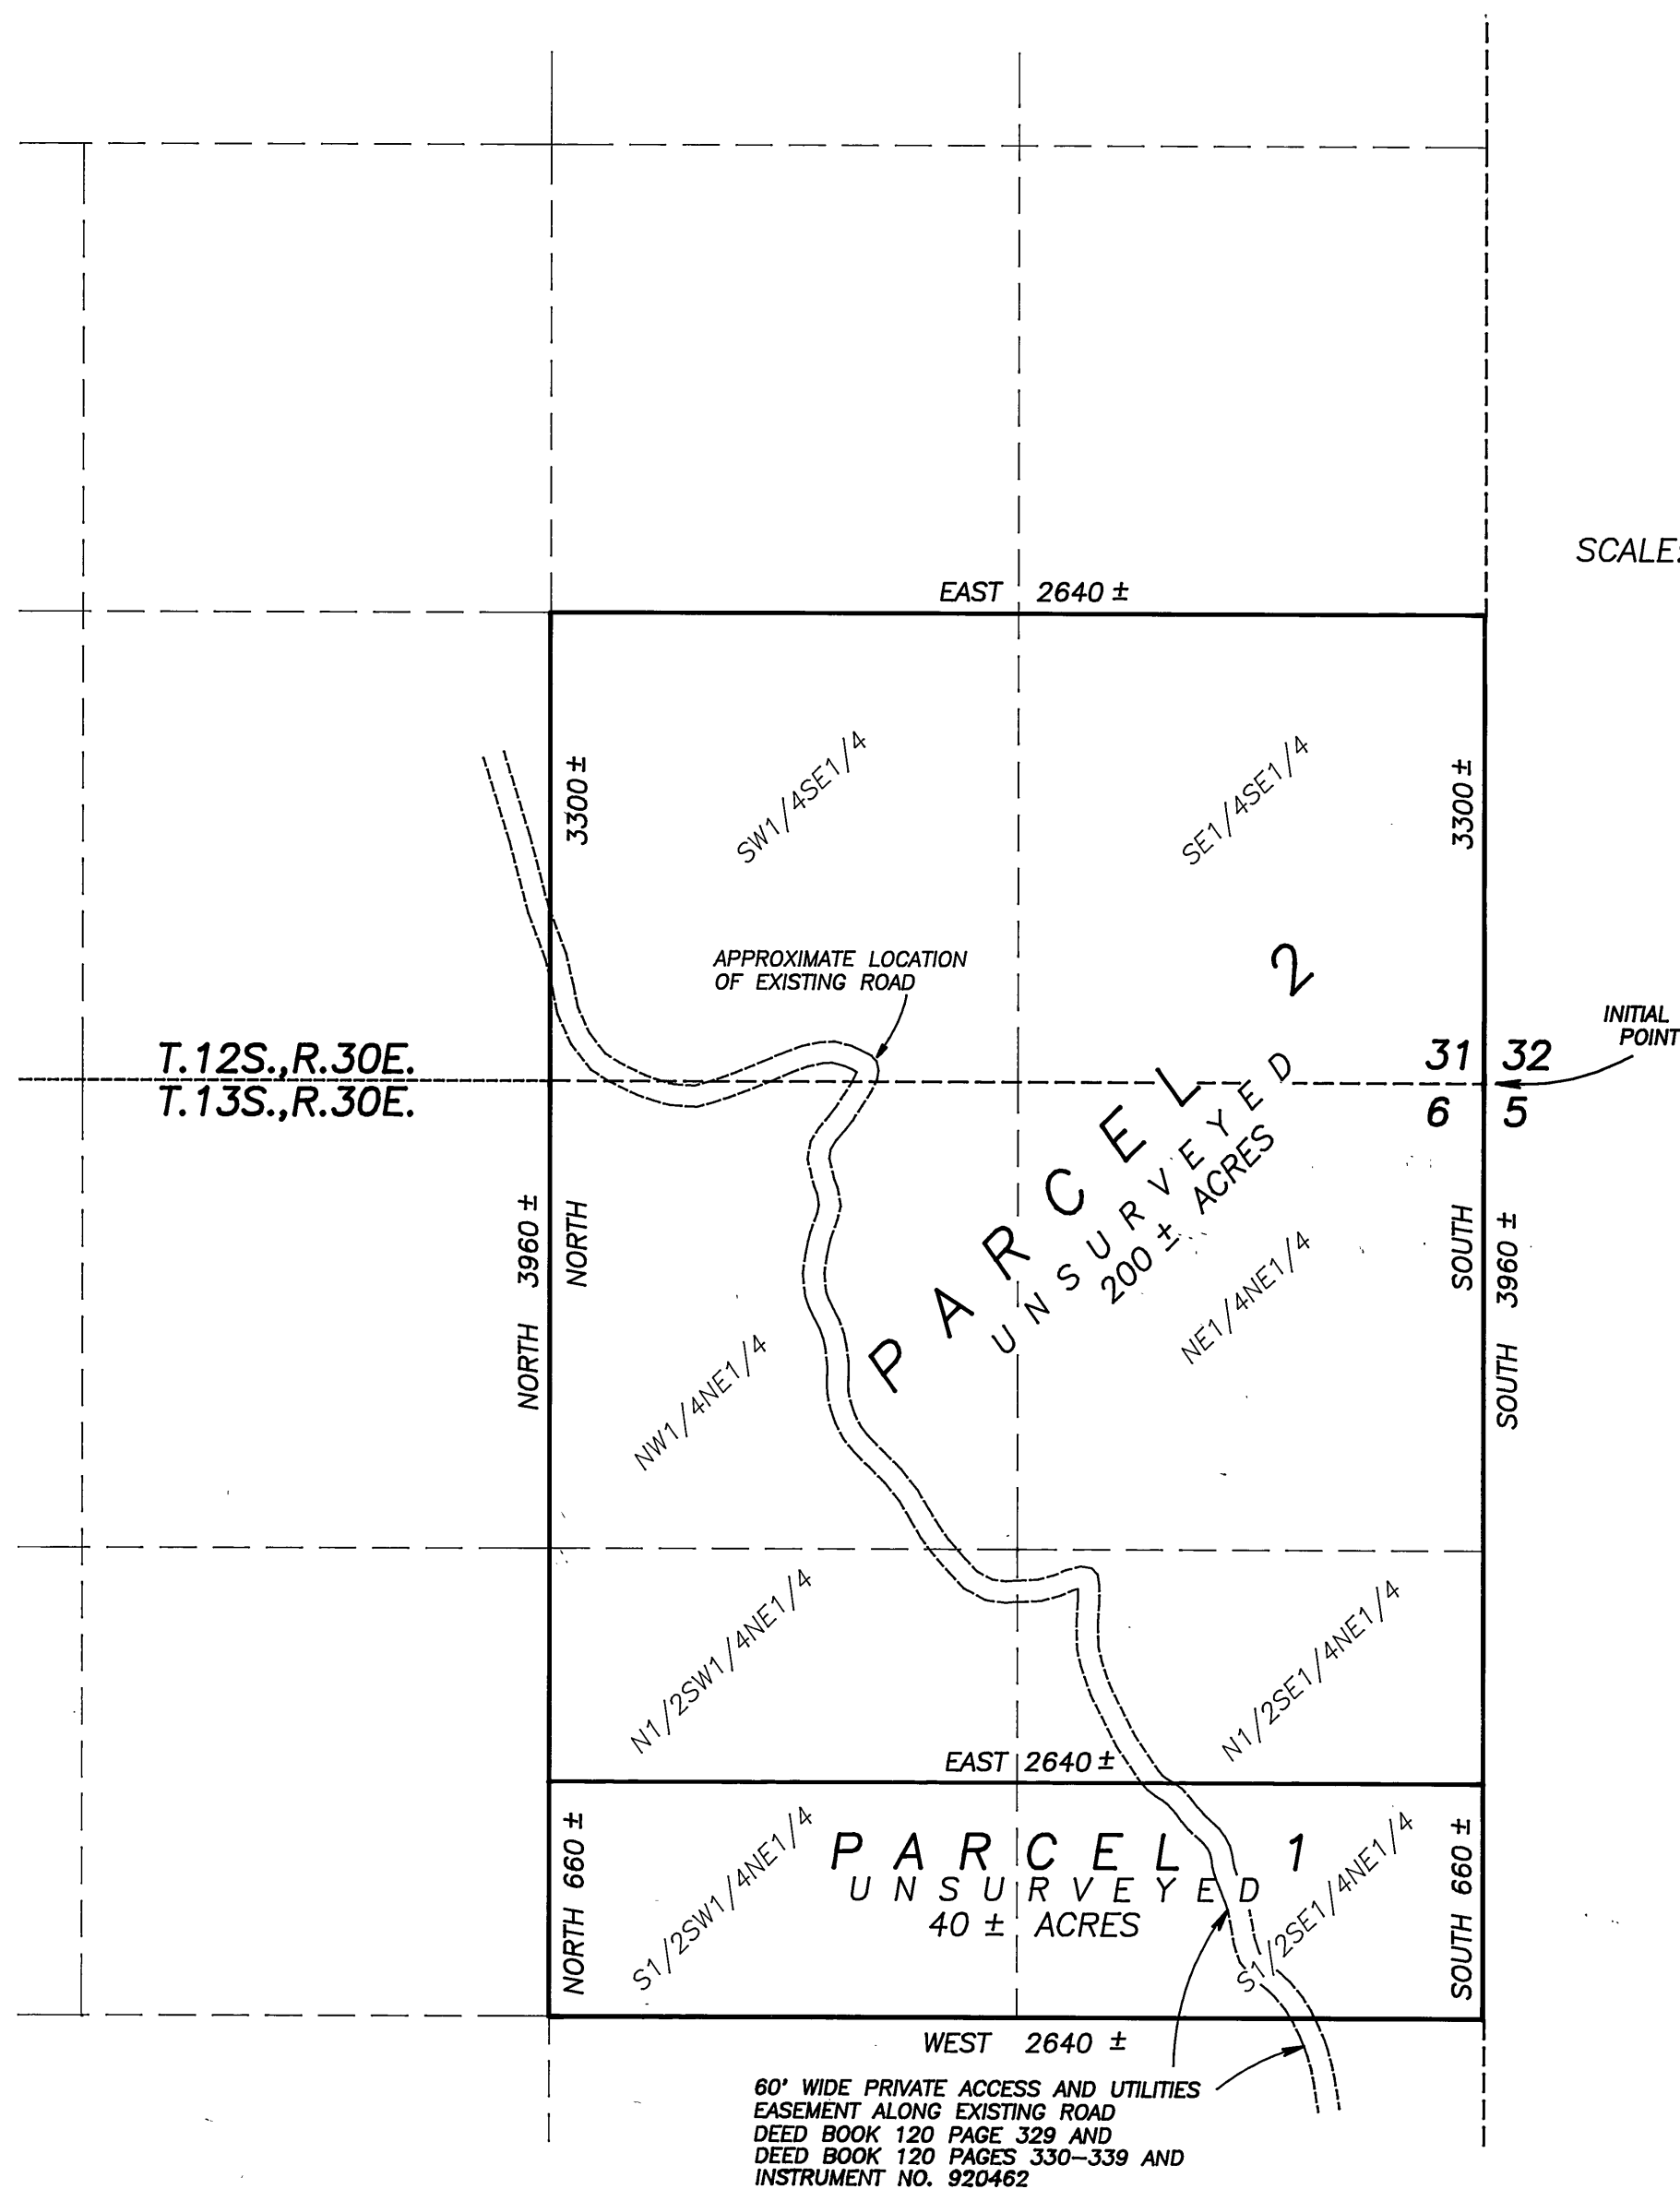 SCALE:
EAST 2640 ±
3300 ±
SW1/4SE1/4
SE1/4SE1/4
3300 ±
APPROXIMATE LOCATION
OF EXISTING ROAD
INITIAL
POINT
T.12S.,R.30E.
T.13S.,R.30E.
31 32
6 5
PARCEL 2
UNSURVEYED
200 ± ACRES
NORTH 3960 ±
NORTH
SOUTH
SOUTH 3960 ±
NW1/4NE1/4
NE1/4NE1/4
N1/2SW1/4NE1/4
N1/2SE1/4NE1/4
EAST 2640 ±
NORTH 660 ±
S1/2SW1/4NE1/4
PARCEL 1
UNSURVEYED
40 ± ACRES
S1/2SE1/4NE1/4
SOUTH 660 ±
WEST 2640 ±
60' WIDE PRIVATE ACCESS AND UTILITIES
EASEMENT ALONG EXISTING ROAD
DEED BOOK 120 PAGE 329 AND
DEED BOOK 120 PAGES 330-339 AND
INSTRUMENT NO. 920462